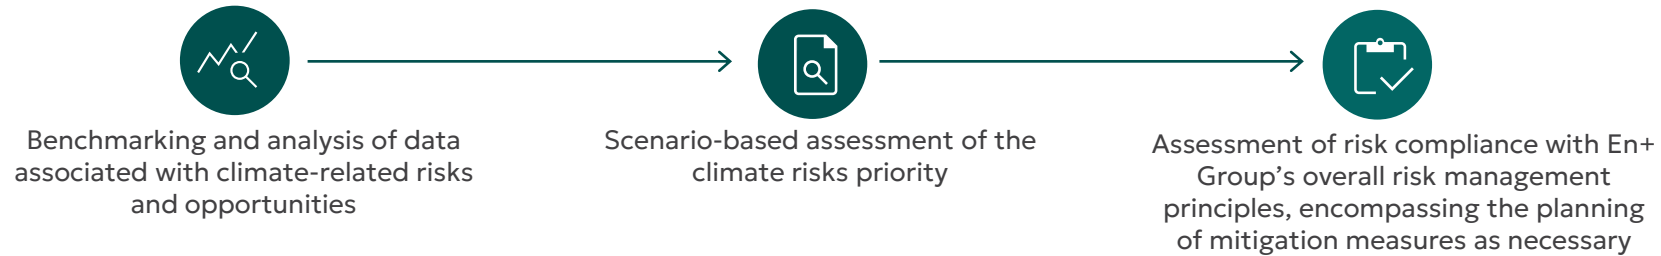 Benchmarking and analysis of data
associated with climate-related risks
and opportunities
Scenario-based assessment of the
climate risks priority
Assessment of risk compliance with En+
Group’s overall risk management
principles, encompassing the planning
of mitigation measures as necessary